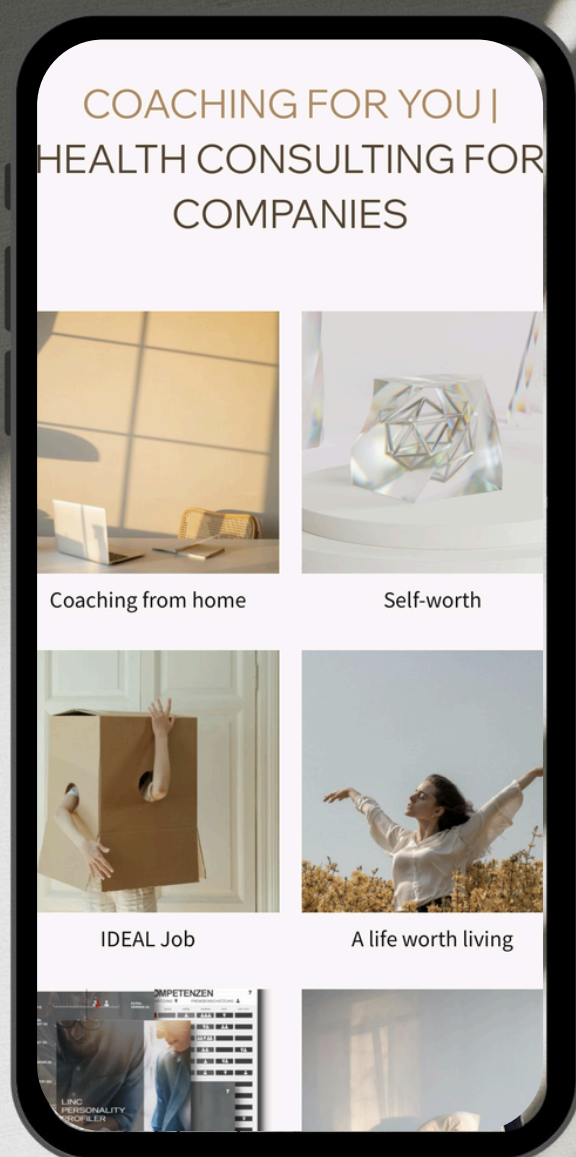 COACHING FOR YOU |
HEALTH CONSULTING FOR
COMPANIES
Coaching from home
Self-worth
IDEAL Job
A life worth living
OMPETENZEN
LINC
PERSONALITY
PROFILER